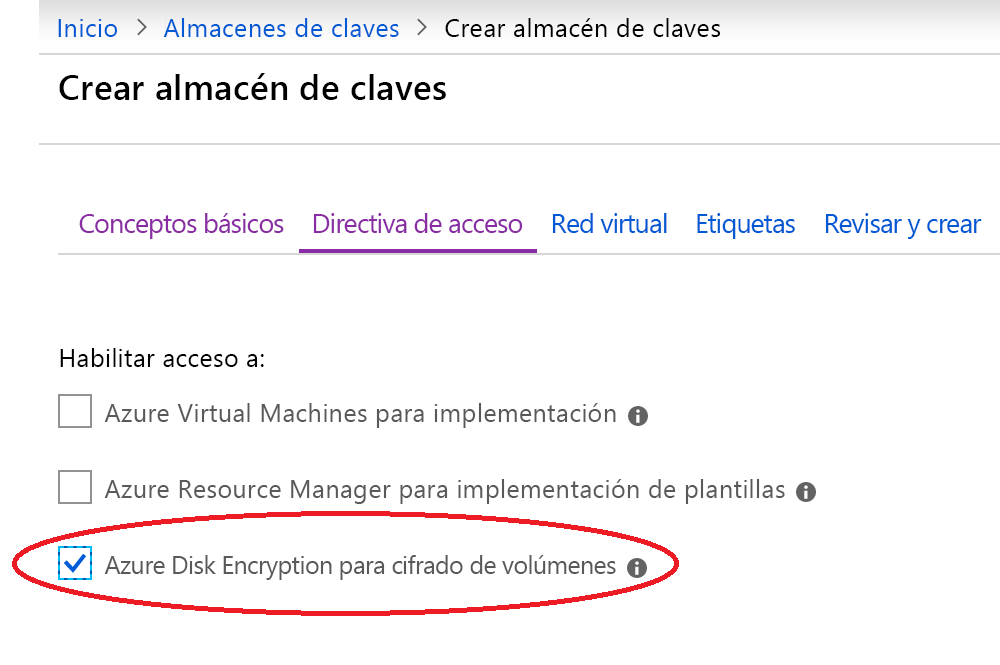 Inicio > Almacenes de claves > Crear almacén de claves
Crear almacén de claves
Conceptos básicos Directiva de acceso Red virtual Etiquetas Revisar y crear
Habilitar acceso a:
Azure Virtual Machines para implementación
Azure Resource Manager para implementación de plantillas
Azure Disk Encryption para cifrado de volúmenes